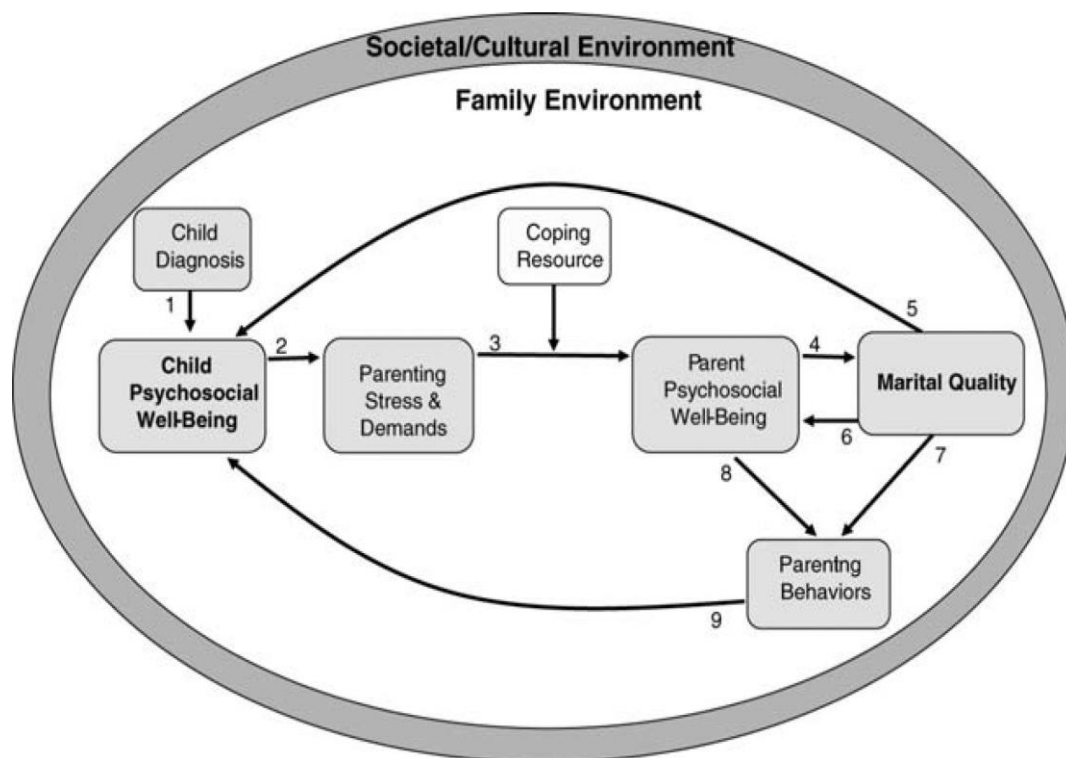 Societal/Cultural Environment
Family Environment
Child
Diagnosis
Coping
Resource
1
5
Child
Psychosocial
Well-Being
2
Parenting
Stress &
Demands
3
Parent
Psychosocial
Well-Being
4
Marital Quality
6
7
8
Parentng
Behaviors
9